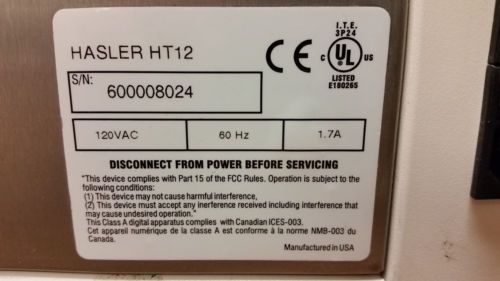 I.T.E.
3P24
HASLER HT12
CE
C UL US
LISTED
E180265
S/N:
600008024
120VAC 60 Hz 1.7A
DISCONNECT FROM POWER BEFORE SERVICING
"This device complies with Part 15 of the FCC Rules. Operation is subject to the
following conditions:
(1) This device may not cause harmful interference,
(2) This device must accept any inerference received including interference that
may cause undesired operation."
This Class A digital apparatus complies with Canadian ICES-003.
Cet appareil numérique de la classe A est conforme à la norme NMB-003 du
Canada.
Manufactured in USA